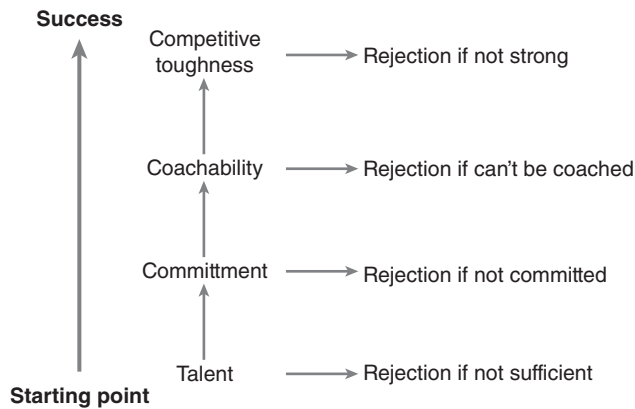 Success
Competitive
toughness
Rejection if not strong
Coachability
Rejection if can't be coached
Committment
Rejection if not committed
Talent
Rejection if not sufficient
Starting point